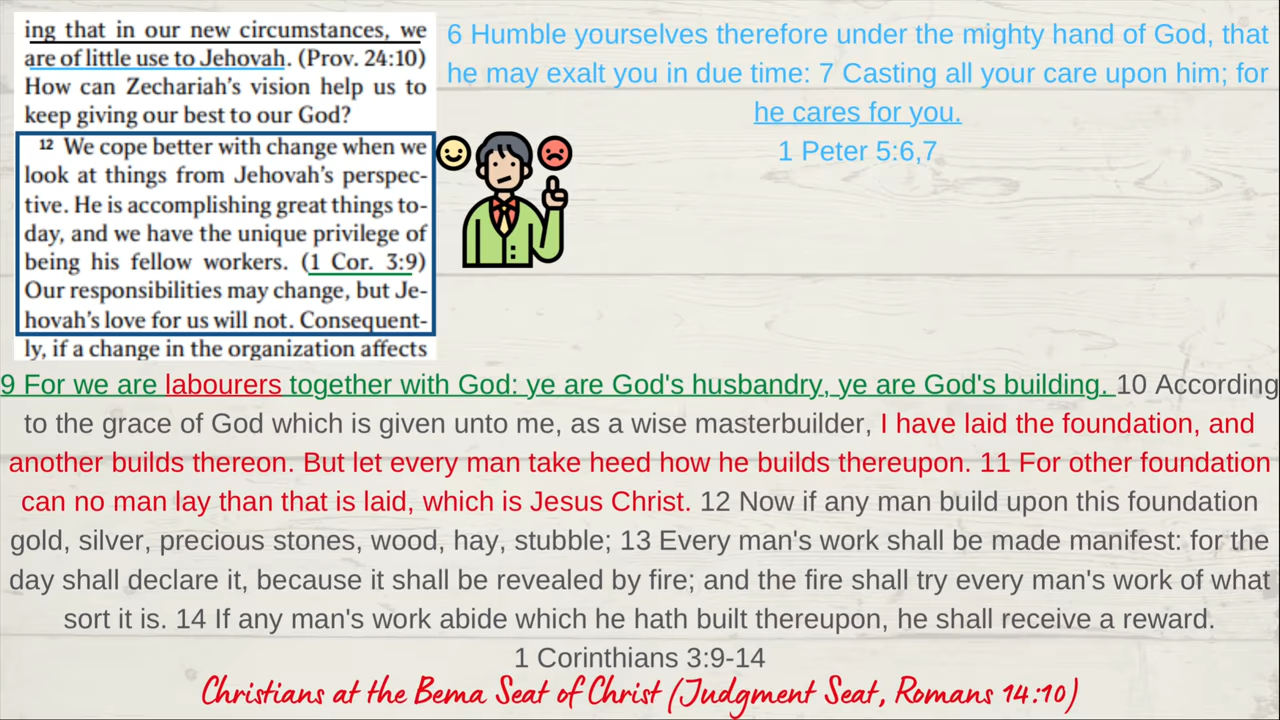 ing that in our new circumstances, we
are of little use to Jehovah. (Prov. 24:10)
How can Zechariah's vision help us to
keep giving our best to our God?
12 We cope better with change when we
look at things from Jehovah's perspec-
tive. He is accomplishing great things to-
day, and we have the unique privilege of
being his fellow workers. (1 Cor. 3:9)
Our responsibilities may change, but Je-
hovah's love for us will not. Consequent-
ly, if a change in the organization affects
6 Humble yourselves therefore under the mighty hand of God, that
he may exalt you in due time: 7 Casting all your care upon him; for
he cares for you.
1 Peter 5:6,7
9 For we are labourers together with God: ye are God's husbandry, ye are God's building. 10 According
to the grace of God which is given unto me, as a wise masterbuilder, I have laid the foundation, and
another builds thereon. But let every man take heed how he builds thereupon. 11 For other foundation
can no man lay than that is laid, which is Jesus Christ. 12 Now if any man build upon this foundation
gold, silver, precious stones, wood, hay, stubble; 13 Every man's work shall be made manifest: for the
day shall declare it, because it shall be revealed by fire; and the fire shall try every man's work of what
sort it is. 14 If any man's work abide which he hath built thereupon, he shall receive a reward.
1 Corinthians 3:9-14
Christians at the Bema Seat of Christ (Judgment Seat, Romans 14:10)